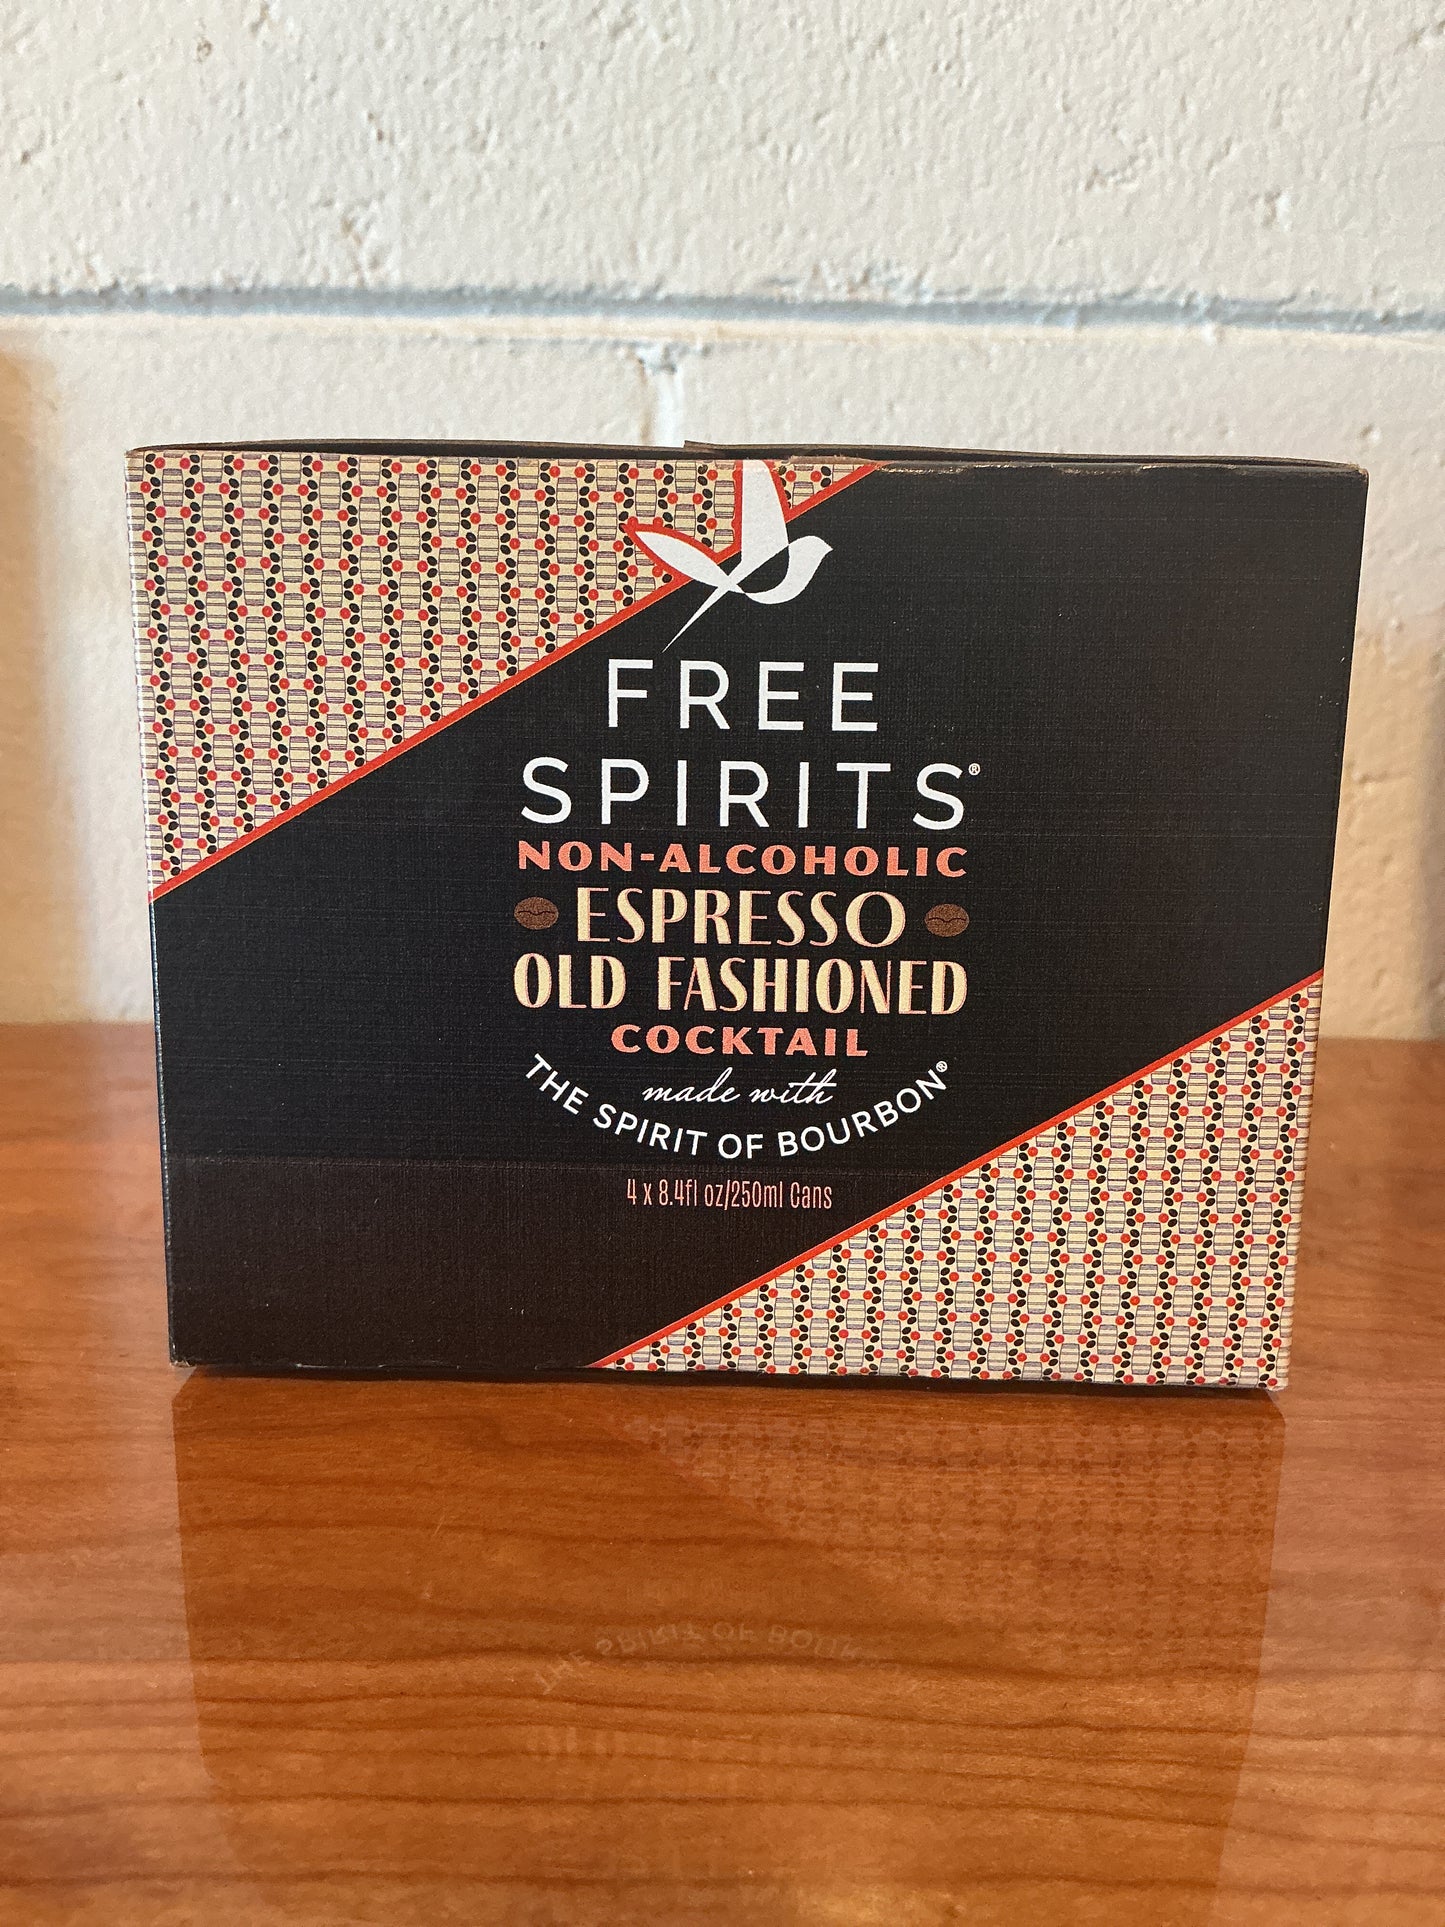 FREE
SPIRITS®
NON-ALCOHOLIC
ESPRESSO
OLD FASHIONED
COCKTAIL
made with
THE SPIRIT OF BOURBON®
4 x 8.4fl oz/250ml Cans